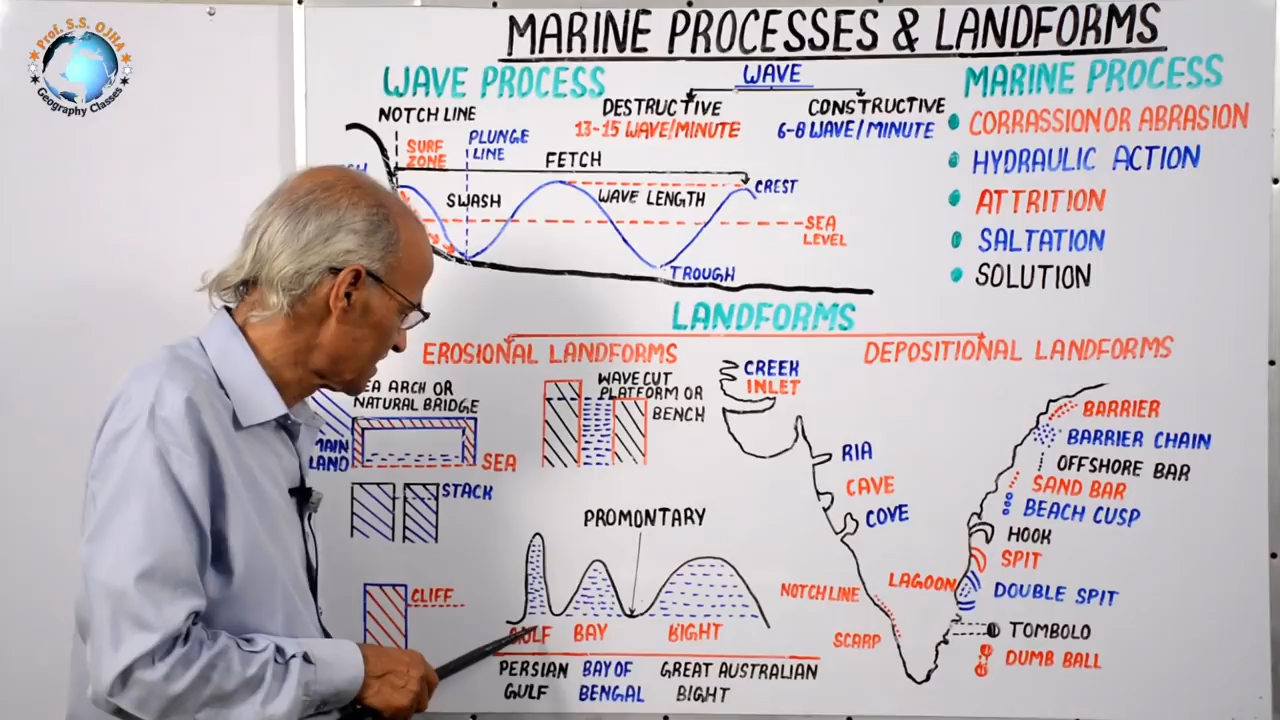 Prof. S.S. OJHA
Geography Classes
MARINE PROCESSES & LANDFORMS
WAVE PROCESS
WAVE
DESTRUCTIVE
13-15 WAVE/MINUTE
CONSTRUCTIVE
6-8 WAVE/MINUTE
NOTCH LINE
SURF
ZONE
PLUNGE
LINE
FETCH
SWASH
WAVE LENGTH
CREST
SEA
LEVEL
TROUGH
MARINE PROCESS
CORRASSION OR ABRASION
HYDRAULIC ACTION
ATTRITION
SALTATION
SOLUTION
LANDFORMS
EROSIONAL LANDFORMS
ARCH OR
NATURAL BRIDGE
MAIN
LAND
SEA
STACK
CLIFF
WAVE CUT
PLATFORM OR
BENCH
PROMONTARY
GULF
BAY
BIGHT
PERSIAN
GULF
BAY OF
BENGAL
GREAT AUSTRALIAN
BIGHT
DEPOSITIONAL LANDFORMS
CREEK
INLET
RIA
CAVE
COVE
NOTCH LINE
SCARP
LAGOON
BARRIER
BARRIER CHAIN
OFFSHORE BAR
SAND BAR
BEACH CUSP
HOOK
SPIT
DOUBLE SPIT
TOMBOLO
DUMB BALL